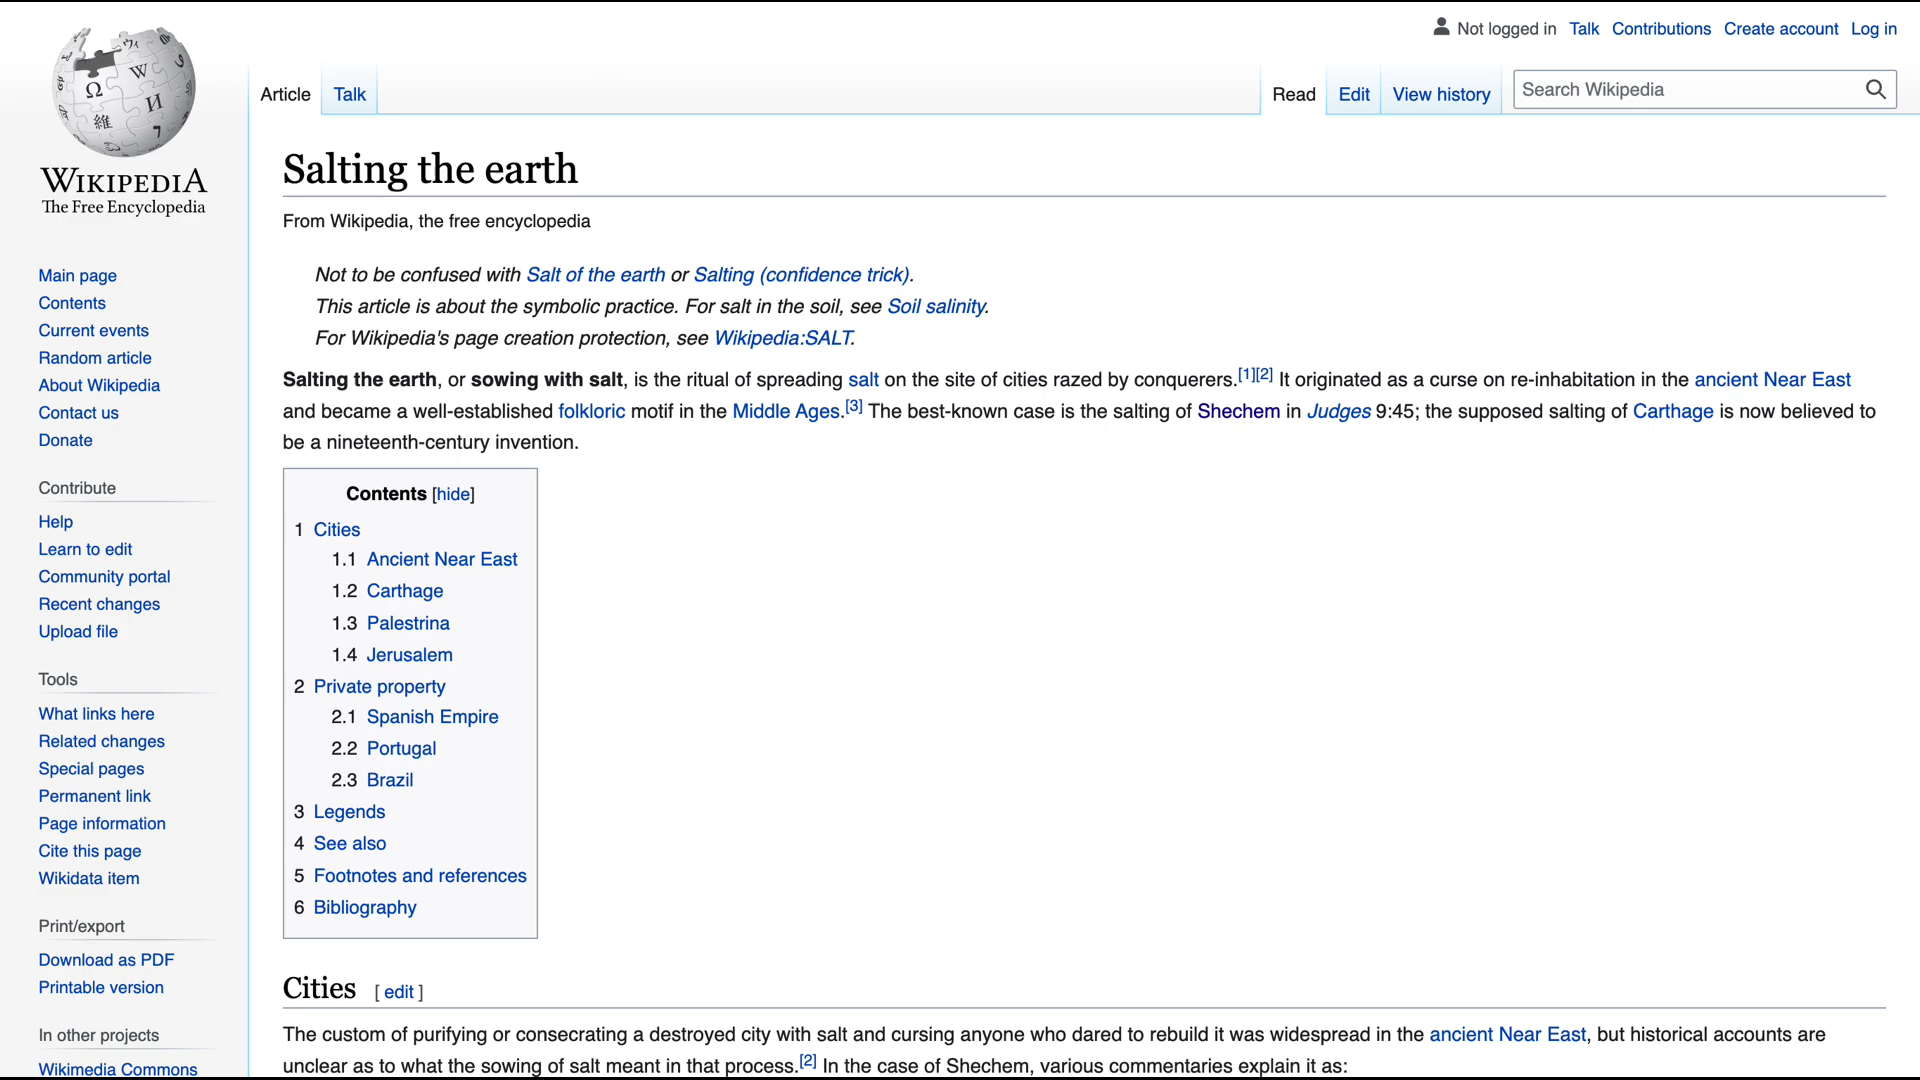 Not logged in Talk Contributions Create account Log in
Article Talk Read Edit View history Search Wikipedia
WIKIPEDIA
The Free Encyclopedia
Main page
Contents
Current events
Random article
About Wikipedia
Contact us
Donate
Contribute
Help
Learn to edit
Community portal
Recent changes
Upload file
Tools
What links here
Related changes
Special pages
Permanent link
Page information
Cite this page
Wikidata item
Print/export
Download as PDF
Printable version
In other projects
Wikimedia Commons
Salting the earth
From Wikipedia, the free encyclopedia
Not to be confused with Salt of the earth or Salting (confidence trick).
This article is about the symbolic practice. For salt in the soil, see Soil salinity.
For Wikipedia's page creation protection, see Wikipedia:SALT.
Salting the earth, or sowing with salt, is the ritual of spreading salt on the site of cities razed by conquerors.[1][2] It originated as a curse on re-inhabitation in the ancient Near East
and became a well-established folkloric motif in the Middle Ages.[3] The best-known case is the salting of Shechem in Judges 9:45; the supposed salting of Carthage is now believed to
be a nineteenth-century invention.
Contents [hide]
1 Cities
1.1 Ancient Near East
1.2 Carthage
1.3 Palestrina
1.4 Jerusalem
2 Private property
2.1 Spanish Empire
2.2 Portugal
2.3 Brazil
3 Legends
4 See also
5 Footnotes and references
6 Bibliography
Cities [ edit ]
The custom of purifying or consecrating a destroyed city with salt and cursing anyone who dared to rebuild it was widespread in the ancient Near East, but historical accounts are
unclear as to what the sowing of salt meant in that process.[2] In the case of Shechem, various commentaries explain it as: